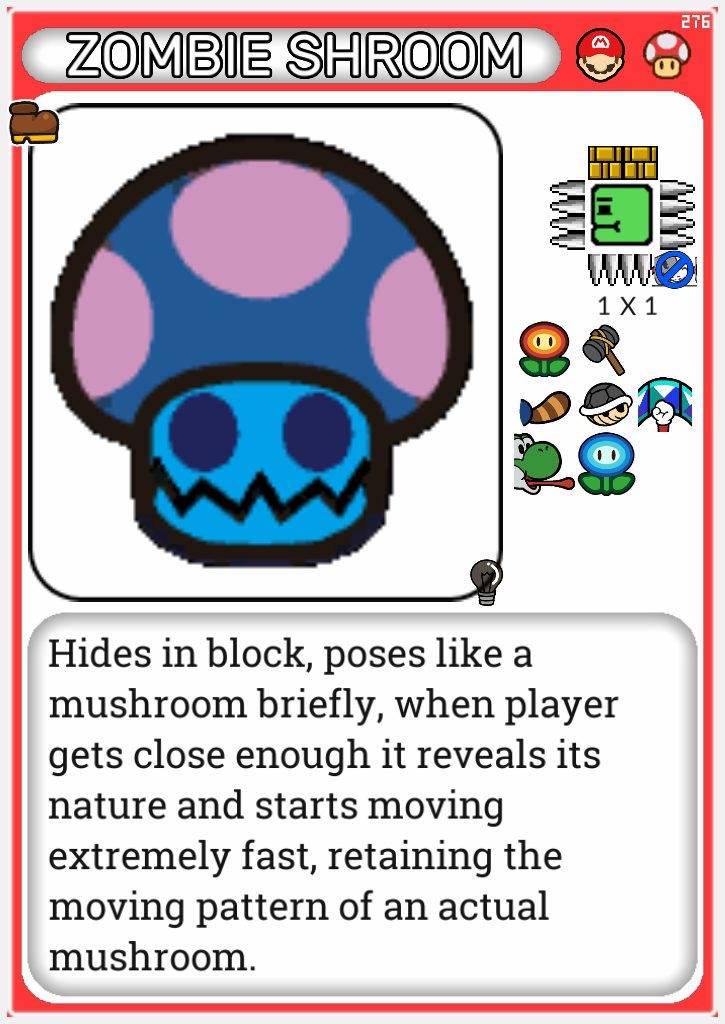 276
ZOMBIE SHROOM
1 X 1
Hides in block, poses like a
mushroom briefly, when player
gets close enough it reveals its
nature and starts moving
extremely fast, retaining the
moving pattern of an actual
mushroom.